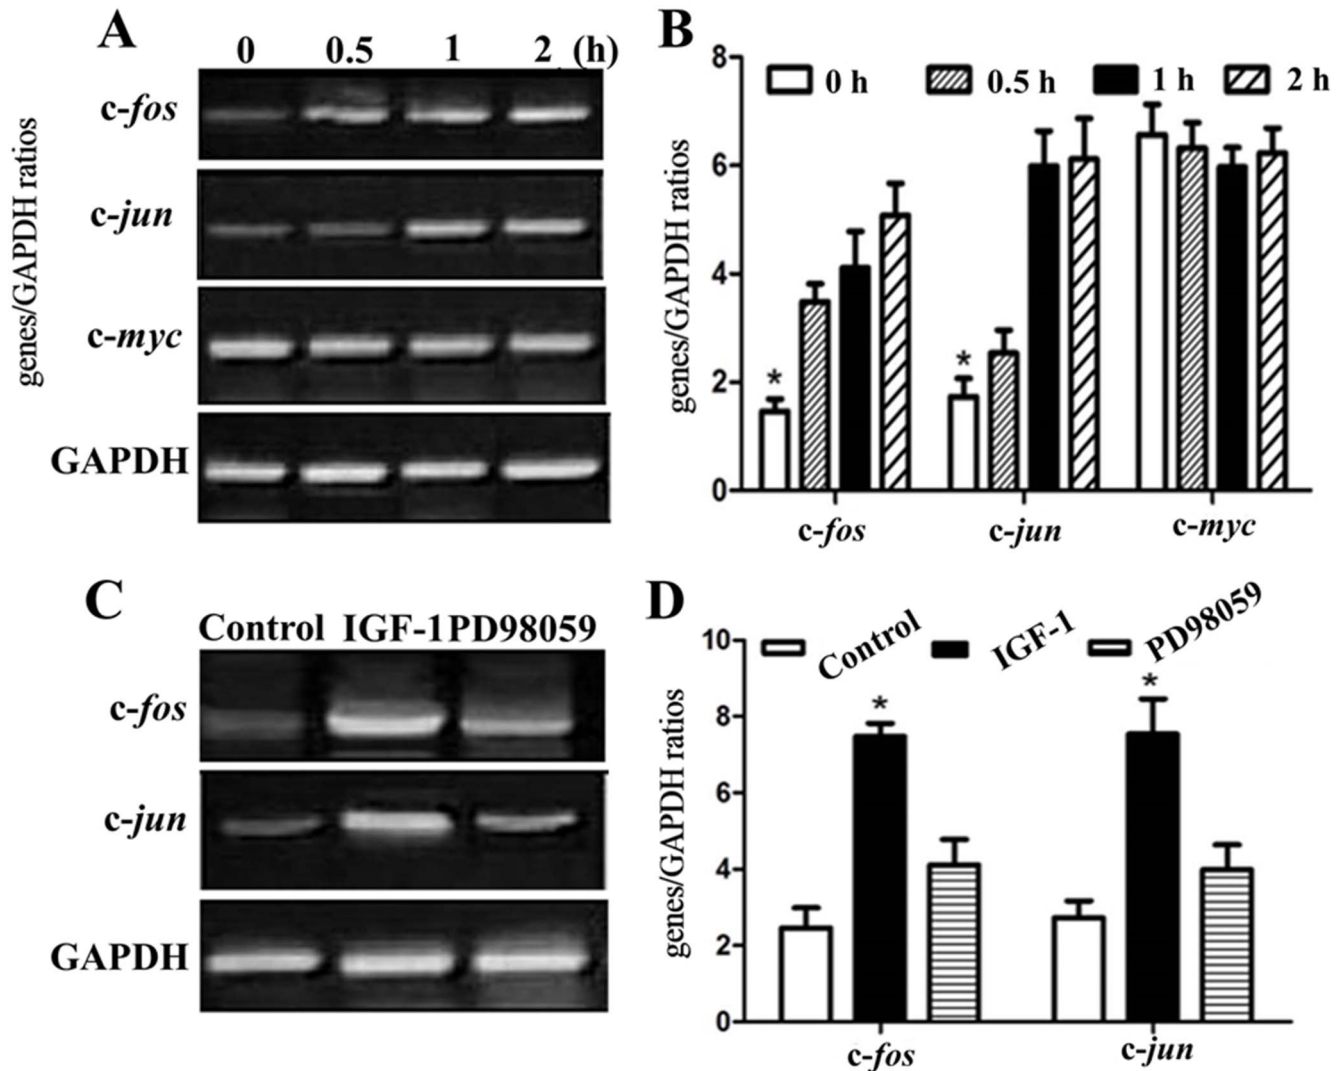 A
0 0.5 1 2 (h)
c-fos
c-jun
c-myc
GAPDH
genes/GAPDH ratios
B
8
6
4
2
0
genes/GAPDH ratios
0 h 0.5 h 1 h 2 h
*
*
c-fos c-jun c-myc
C
Control IGF-1PD98059
c-fos
c-jun
GAPDH
D
10
8
6
4
2
0
genes/GAPDH ratios
Control IGF-1 PD98059
*
*
c-fos c-jun